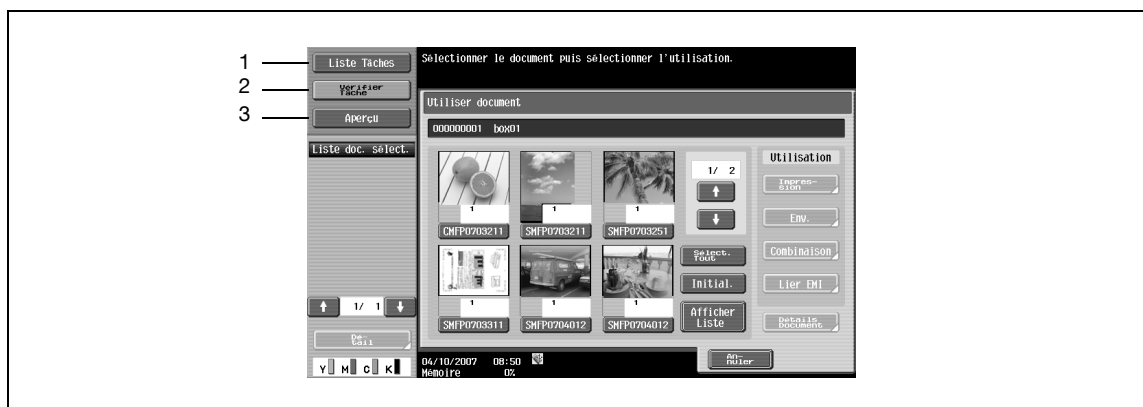 1
2
3
Liste Tâches
Vérifier
Tâche
Aperçu
Liste doc. sélect.
1/ 1
Dé-
tail
Y M C K
Sélectionner le document puis sélectionner l'utilisation.
Utiliser document
000000001 box01
1
CMFP0703211
1
SMFP0703211
1
SMFP0703251
1
SMFP0703311
1
SMFP0704012
1
SMFP0704012
1/ 2
Sélect.
Tout
Initial.
Afficher
Liste
Utilisation
Impres-
sion
Env.
Combinaison
Lier EMI
Détails
Document
04/10/2007 08:50
Mémoire 0%
An-
nuler